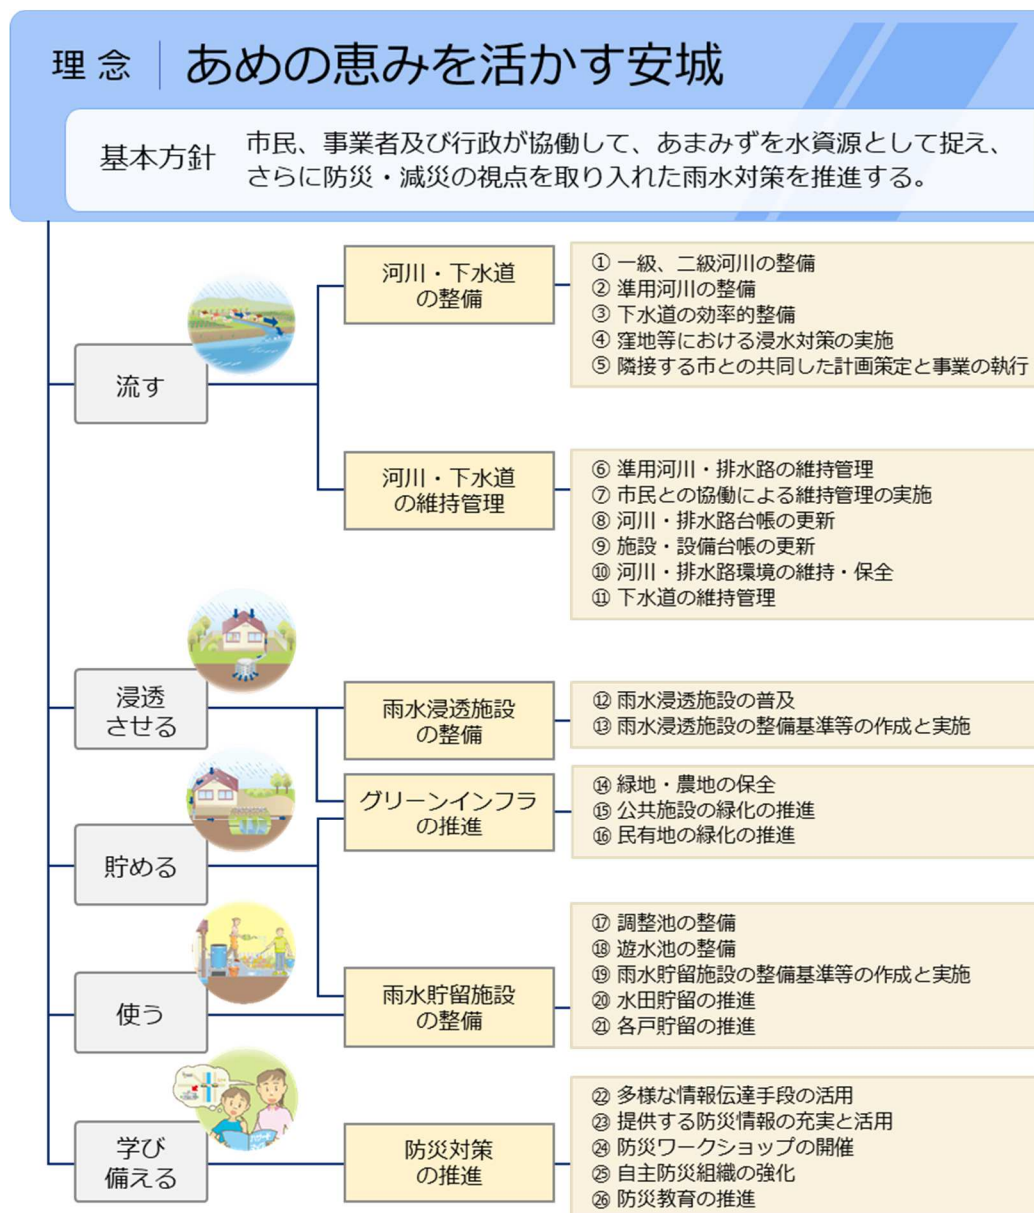 理念 あめの恵みを活かす安城
基本方針 市民、事業者及び行政が協働して、あまみずを水資源として捉え、
さらに防災・減災の視点を取り入れた雨水対策を推進する。
流す
河川・下水道
の整備
① 一級、二級河川の整備
② 準用河川の整備
③ 下水道の効率的整備
④ 窪地等における浸水対策の実施
⑤ 隣接する市との共同した計画策定と事業の執行
河川・下水道
の維持管理
⑥ 準用河川・排水路の維持管理
⑦ 市民との協働による維持管理の実施
⑧ 河川・排水路台帳の更新
⑨ 施設・設備台帳の更新
⑩ 河川・排水路環境の維持・保全
⑪ 下水道の維持管理
浸透
させる
雨水浸透施設
の整備
⑫ 雨水浸透施設の普及
⑬ 雨水浸透施設の整備基準等の作成と実施
グリーンインフラ
の推進
⑭ 緑地・農地の保全
⑮ 公共施設の緑化の推進
⑯ 民有地の緑化の推進
貯める
使う
雨水貯留施設
の整備
⑰ 調整池の整備
⑱ 遊水池の整備
⑲ 雨水貯留施設の整備基準等の作成と実施
⑳ 水田貯留の推進
㉑ 各戸貯留の推進
学び
備える
防災対策
の推進
㉒ 多様な情報伝達手段の活用
㉓ 提供する防災情報の充実と活用
㉔ 防災ワークショップの開催
㉕ 自主防災組織の強化
㉖ 防災教育の推進